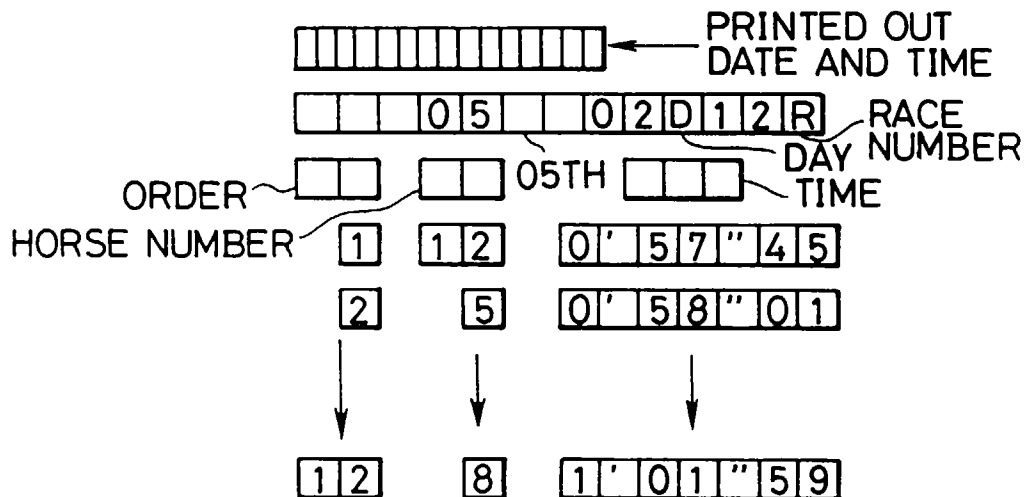 PRINTED OUT
DATE AND TIME
05 02D12R
RACE
NUMBER
DAY
05TH
TIME
ORDER
HORSE NUMBER
1 12 0'57"45
2 5 0'58"01
12 8 1'01"59